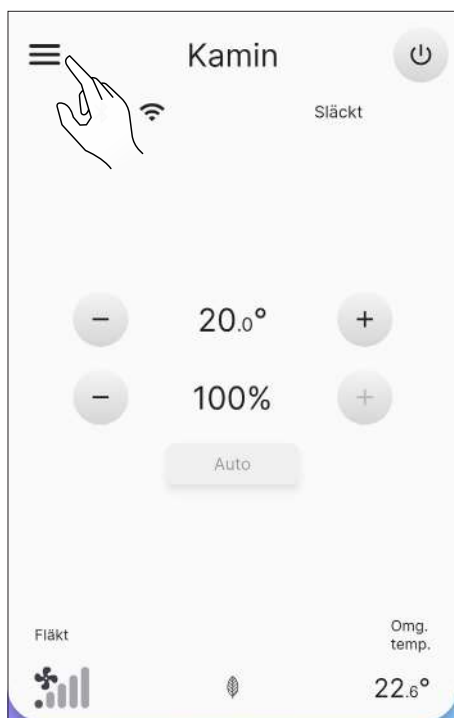 Kamin
Släckt
− 20.0° +
− 100% +
Auto
Fläkt
Omg.
temp.
22.6°